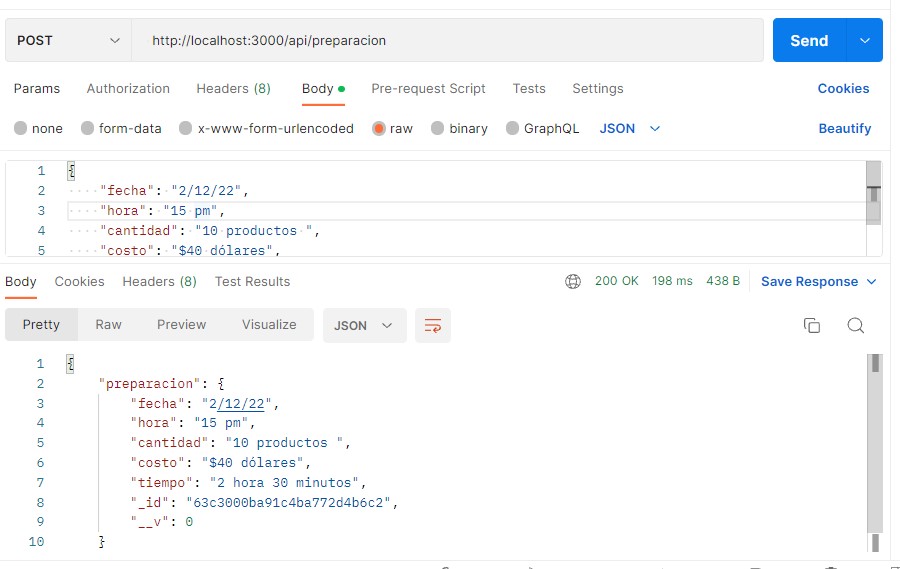 POST http://localhost:3000/api/preparacion Send
Params Authorization Headers (8) Body Pre-request Script Tests Settings Cookies
none form-data x-www-form-urlencoded raw binary GraphQL JSON Beautify
1 {
2 "fecha": "2/12/22",
3 "hora": "15 pm",
4 "cantidad": "10 productos ",
5 "costo": "$40 dólares",
Body Cookies Headers (8) Test Results 200 OK 198 ms 438 B Save Response
Pretty Raw Preview Visualize JSON
1 {
2 "preparacion": {
3 "fecha": "2/12/22",
4 "hora": "15 pm",
5 "cantidad": "10 productos ",
6 "costo": "$40 dólares",
7 "tiempo": "2 hora 30 minutos",
8 "_id": "63c3000ba91c4ba772d4b6c2",
9 "__v": 0
10 }